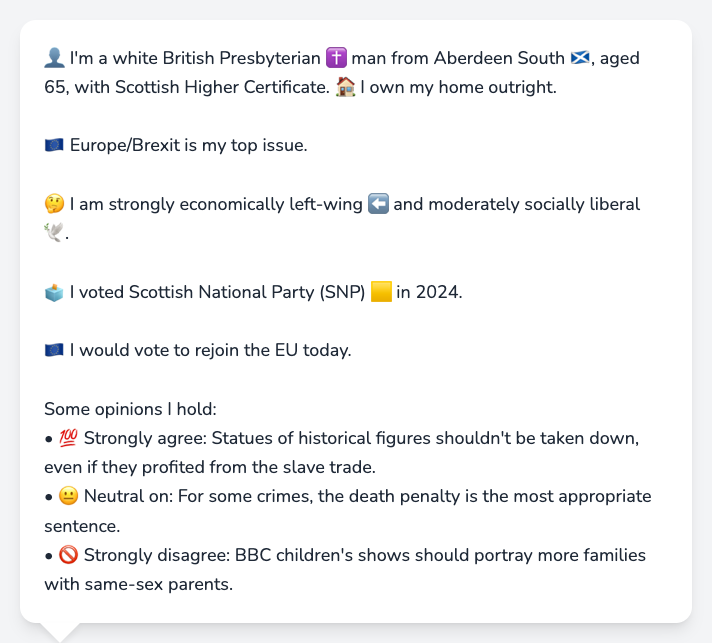 👤 I'm a white British Presbyterian ✝️ man from Aberdeen South 🏴󠁧󠁢󠁳󠁣󠁴󠁿, aged
65, with Scottish Higher Certificate. 🏠 I own my home outright.
🇪🇺 Europe/Brexit is my top issue.
🤔 I am strongly economically left-wing ⬅️ and moderately socially liberal
🕊️.
🗳️ I voted Scottish National Party (SNP) 🟨 in 2024.
🇪🇺 I would vote to rejoin the EU today.
Some opinions I hold:
• 💯 Strongly agree: Statues of historical figures shouldn't be taken down,
even if they profited from the slave trade.
• 😐 Neutral on: For some crimes, the death penalty is the most appropriate
sentence.
• 🚫 Strongly disagree: BBC children's shows should portray more families
with same-sex parents.